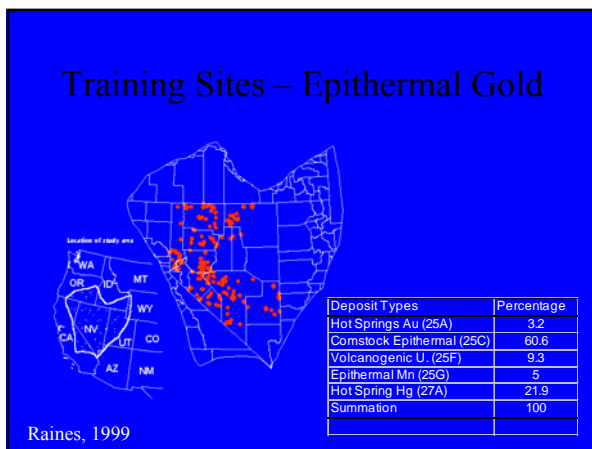 Training Sites – Epithermal Gold
Location of study area
WA
OR
ID
MT
WY
CA
NV
UT
CO
AZ
NM
Deposit Types Percentage
Hot Springs Au (25A) 3.2
Comstock Epithermal (25C) 60.6
Volcanogenic U. (25F) 9.3
Epithermal Mn (25G) 5
Hot Spring Hg (27A) 21.9
Summation 100
Raines, 1999